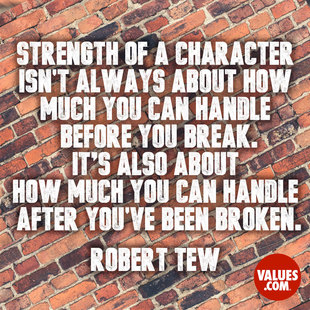 STRENGTH OF A CHARACTER
ISN'T ALWAYS ABOUT HOW
MUCH YOU CAN HANDLE
BEFORE YOU BREAK.
IT'S ALSO ABOUT
HOW MUCH YOU CAN HANDLE
AFTER YOU'VE BEEN BROKEN.
ROBERT TEW
VALUES
.COM